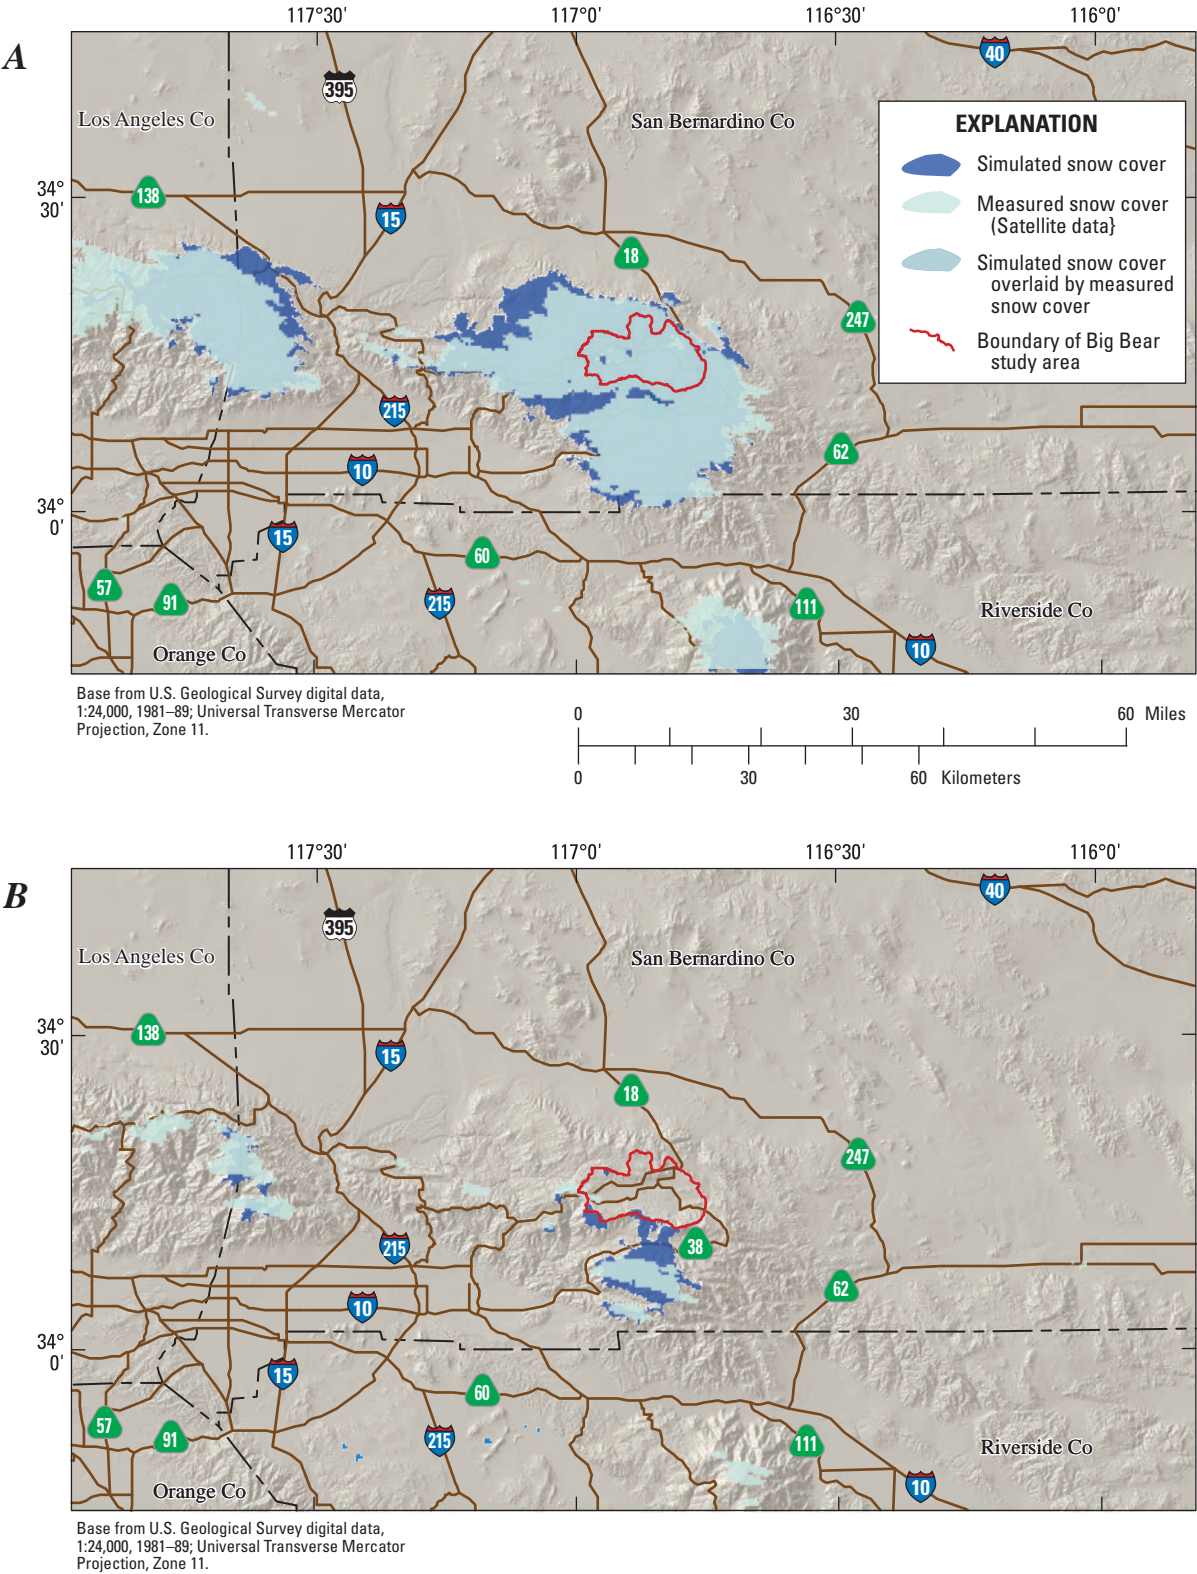 A
117°30'
117°0'
116°30'
116°0'
40
395
Los Angeles Co
San Bernardino Co
EXPLANATION
Simulated snow cover
Measured snow cover
(Satellite data}
Simulated snow cover
overlaid by measured
snow cover
Boundary of Big Bear
study area
34°
30'
138
15
18
247
215
10
62
34°
0'
15
60
57
91
215
111
Riverside Co
Orange Co
10
Base from U.S. Geological Survey digital data,
1:24,000, 1981–89; Universal Transverse Mercator
Projection, Zone 11.
0
30
60 Miles
0
30
60 Kilometers
B
117°30'
117°0'
116°30'
116°0'
40
395
Los Angeles Co
San Bernardino Co
34°
30'
138
15
18
247
215
38
10
62
34°
0'
15
60
57
91
215
111
Riverside Co
Orange Co
10
Base from U.S. Geological Survey digital data,
1:24,000, 1981–89; Universal Transverse Mercator
Projection, Zone 11.